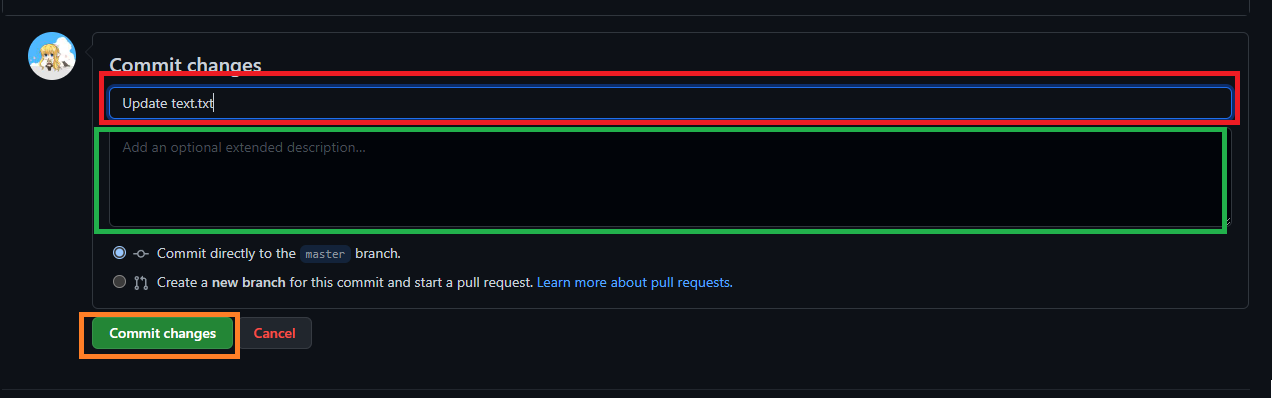 Commit changes
Update text.txt
Add an optional extended description...
Commit directly to the master branch.
Create a new branch for this commit and start a pull request. Learn more about pull requests.
Commit changes
Cancel